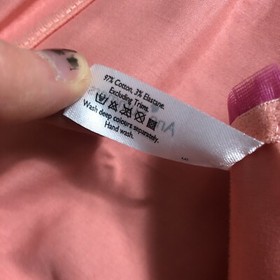 97% Cotton, 3% Elastane.
Excluding Trims.
Wash deep colours separately.
Hand wash.